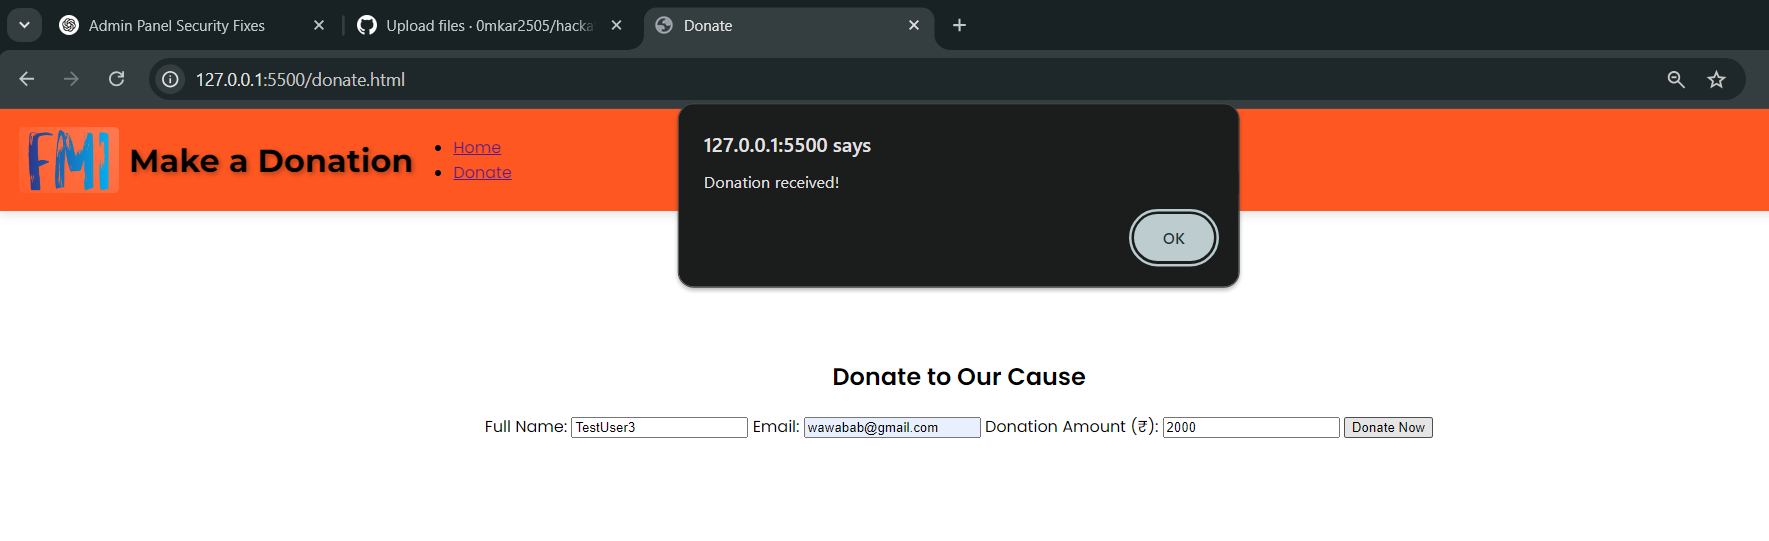 Admin Panel Security Fixes
Upload files · 0mkar2505/hacka
Donate
127.0.0.1:5500/donate.html
FMI
Make a Donation
Home
Donate
127.0.0.1:5500 says
Donation received!
OK
Donate to Our Cause
Full Name: TestUser3 Email: wawabab@gmail.com Donation Amount (₹): 2000 Donate Now